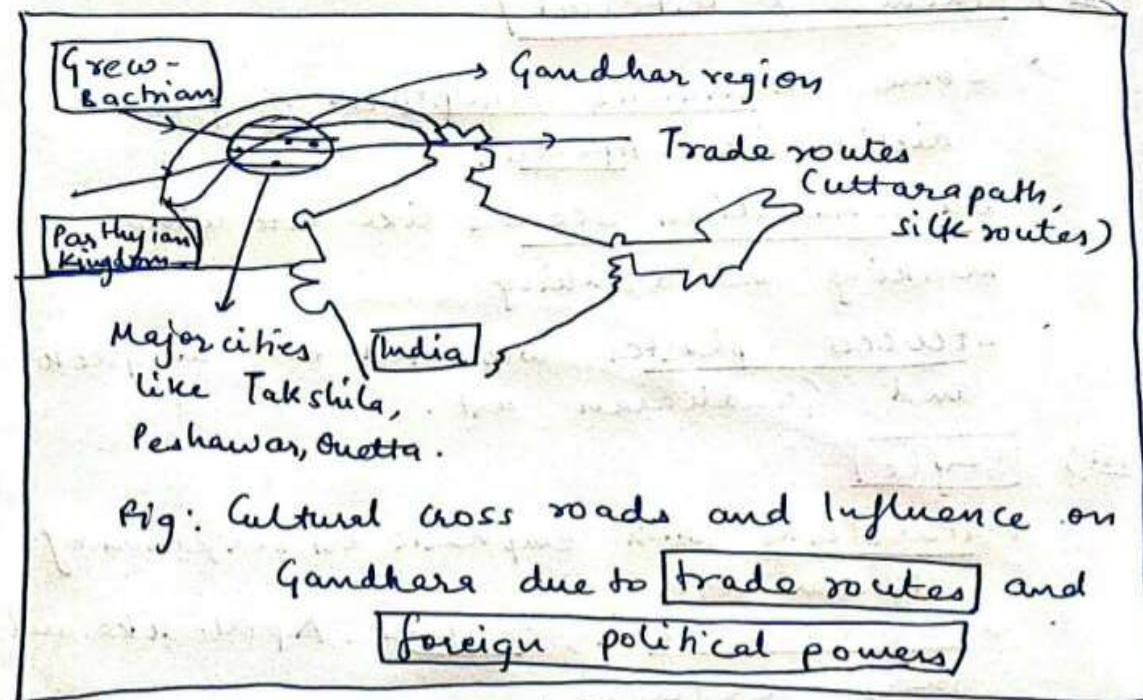 Grew-
Bactrian
Gandhar region
Trade routes
(uttarapath,
silk routes)
Parthyian
Kingdom
Major cities
like Takshila,
Peshawar, Quetta.
India
Fig: Cultural cross roads and Influence on
Gandhara due to trade routes and
foreign political powers